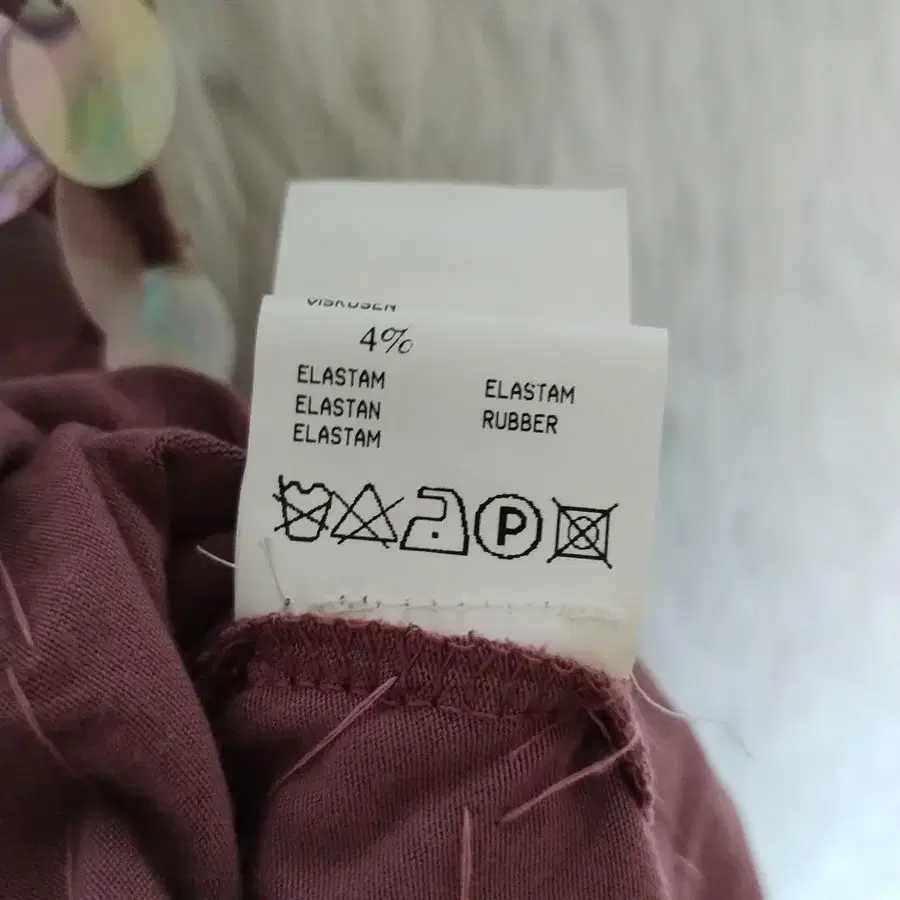 VISKOSEN
4%
ELASTAM
ELASTAN
ELASTAM
ELASTAM
RUBBER
P